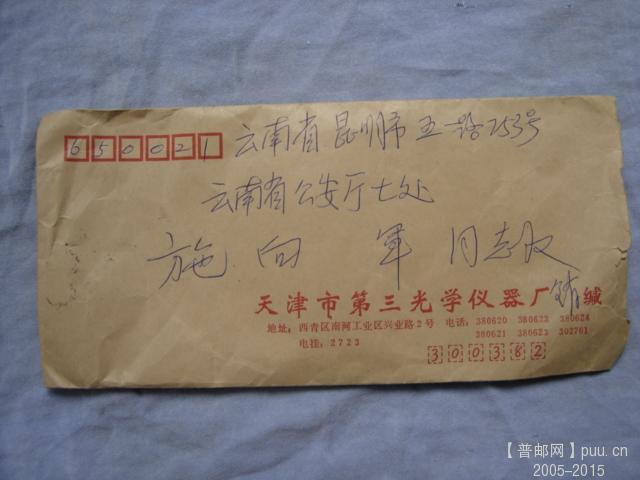 650021
云南省昆明市五一路253号
云南省公安厅七处
施向军 同志收
天津市第三光学仪器厂 缄
地址：西青区南河工业区兴业路2号 电话：380620 380622 380624
380621 380623 302761
电挂：2723
300382
【普邮网】puu.cn
2005-2015